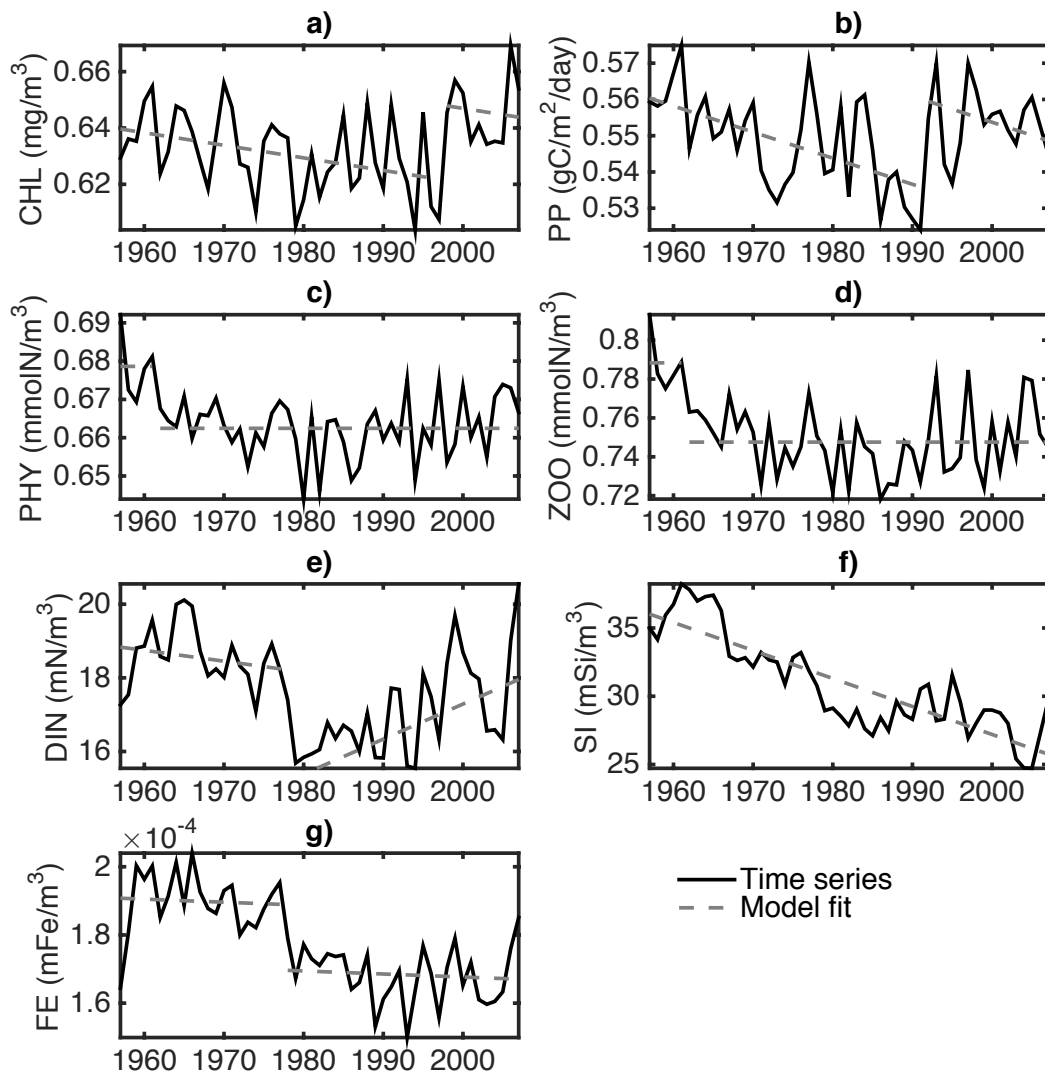 a)
CHL (mg/m³)
0.66
0.64
0.62
1960 1970 1980 1990 2000
b)
PP (gC/m²/day)
0.57
0.56
0.55
0.54
0.53
1960 1970 1980 1990 2000
c)
PHY (mmolN/m³)
0.69
0.68
0.67
0.66
0.65
1960 1970 1980 1990 2000
d)
ZOO (mmolN/m³)
0.8
0.78
0.76
0.74
0.72
1960 1970 1980 1990 2000
e)
DIN (mN/m³)
20
18
16
1960 1970 1980 1990 2000
f)
SI (mSi/m³)
35
30
25
1960 1970 1980 1990 2000
g)
×10⁻⁴
FE (mFe/m³)
2
1.8
1.6
1960 1970 1980 1990 2000
Time series
Model fit